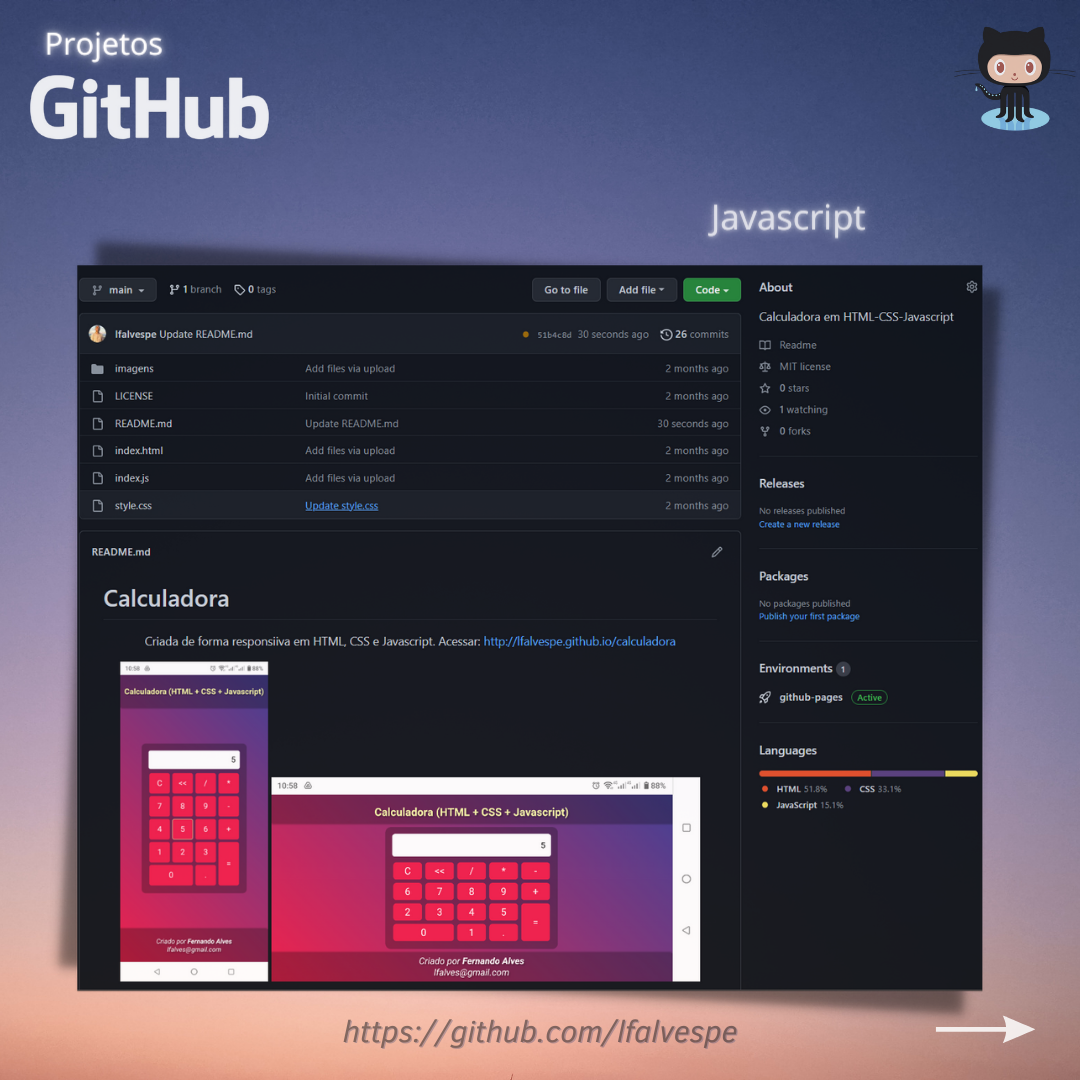 Projetos
GitHub
Javascript
main
1 branch
0 tags
Go to file
Add file
Code
lfalvespe Update README.md
51b4c8d 30 seconds ago
26 commits
imagens Add files via upload 2 months ago
LICENSE Initial commit 2 months ago
README.md Update README.md 30 seconds ago
index.html Add files via upload 2 months ago
index.js Add files via upload 2 months ago
style.css Update style.css 2 months ago
README.md
Calculadora
Criada de forma responsiiva em HTML, CSS e Javascript. Acessar: http://lfalvespe.github.io/calculadora
10:58 88%
Calculadora (HTML + CSS + Javascript)
5
C << / *
7 8 9 -
4 5 6 +
1 2 3 =
0 .
Criado por Fernando Alves
lfalves@gmail.com
10:58 88%
Calculadora (HTML + CSS + Javascript)
5
C << / * -
6 7 8 9 +
2 3 4 5 =
0 1 .
Criado por Fernando Alves
lfalves@gmail.com
About
Calculadora em HTML-CSS-Javascript
Readme
MIT license
0 stars
1 watching
0 forks
Releases
No releases published
Create a new release
Packages
No packages published
Publish your first package
Environments 1
github-pages Active
Languages
HTML 51.8% CSS 33.1%
JavaScript 15.1%
https://github.com/lfalvespe